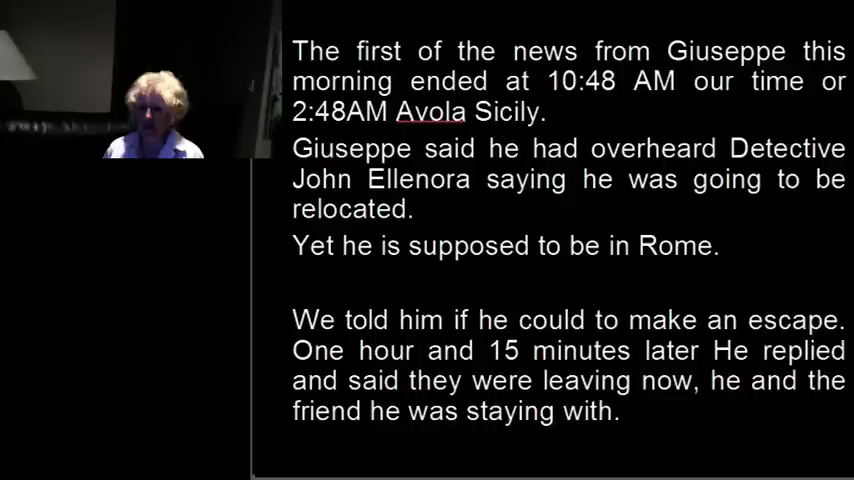 The first of the news from Giuseppe this
morning ended at 10:48 AM our time or
2:48AM Avola Sicily.
Giuseppe said he had overheard Detective
John Ellenora saying he was going to be
relocated.
Yet he is supposed to be in Rome.
We told him if he could to make an escape.
One hour and 15 minutes later He replied
and said they were leaving now, he and the
friend he was staying with.